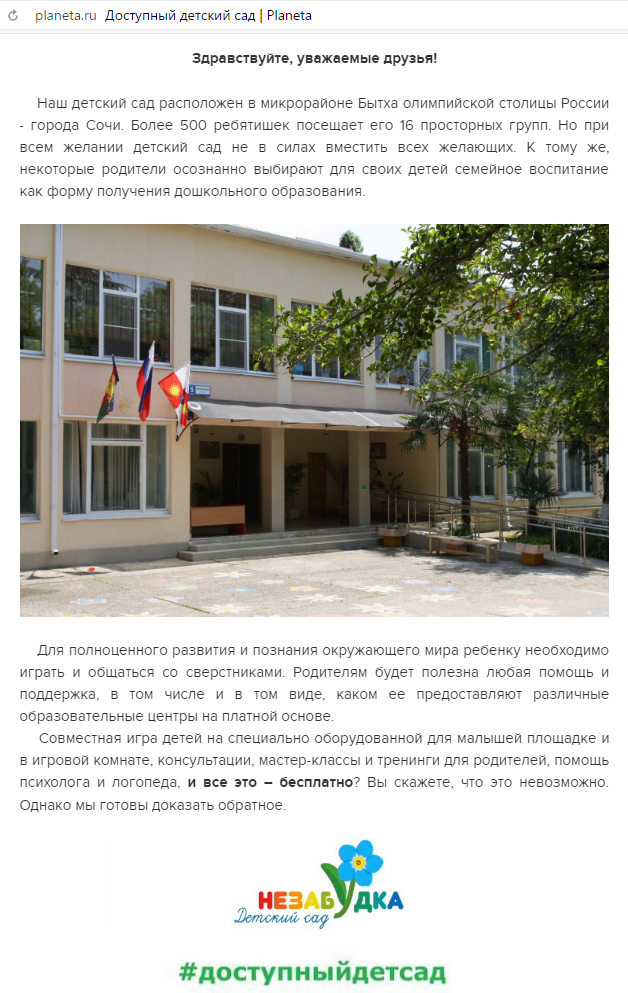 planeta.ru Доступный детский сад | Planeta
Здравствуйте, уважаемые друзья!
Наш детский сад расположен в микрорайоне Бытха олимпийской столицы России
- города Сочи. Более 500 ребятишек посещает его 16 просторных групп. Но при
всем желании детский сад не в силах вместить всех желающих. К тому же,
некоторые родители осознанно выбирают для своих детей семейное воспитание
как форму получения дошкольного образования.
5
Для полноценного развития и познания окружающего мира ребенку необходимо
играть и общаться со сверстниками. Родителям будет полезна любая помощь и
поддержка, в том числе и в том виде, каком ее предоставляют различные
образовательные центры на платной основе.
Совместная игра детей на специально оборудованной для малышей площадке и
в игровой комнате, консультации, мастер-классы и тренинги для родителей, помощь
психолога и логопеда, и все это – бесплатно? Вы скажете, что это невозможно.
Однако мы готовы доказать обратное.
НЕЗАБУДКА
Детский сад
#доступныйдетсад